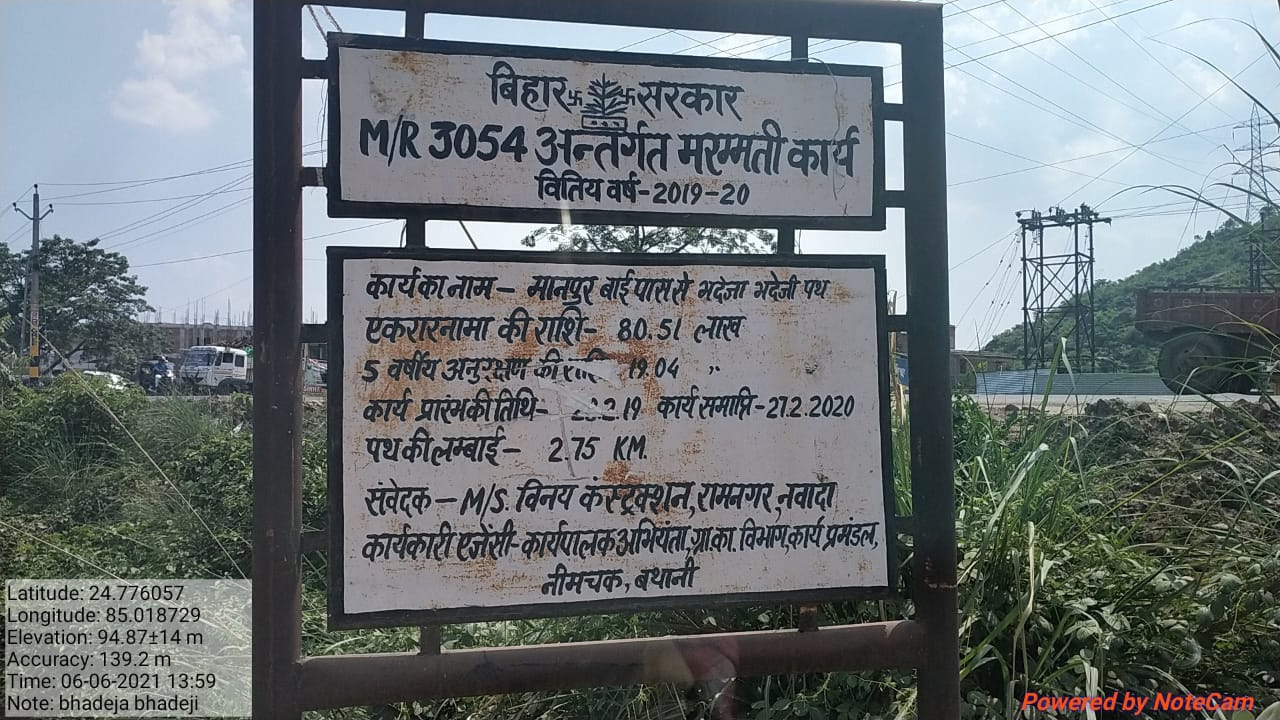 बिहार सरकार
M/R 3054 अन्तर्गत मरम्मती कार्य
वितिय वर्ष-2019-20
कार्य का नाम - मानपुर बाई पास से भदेजा भदेजी पथ
एकरारनामा की राशि- 80.51 लाख
5 वर्षीय अनुरक्षण की 19.04 "
कार्य प्रारंम की तिथि- 2.19 कार्य समाप्ति-27.2.2020
पथ की लम्बाई- 2.75 KM.
संवेदक - M/S. विनय कंस्ट्रक्शन, रामनगर, नवादा
कार्यकारी एजेंसी-कार्यपालक अभियंता, ग्रा.का. विभाग, कार्य प्रमंडल,
नीमचक, बथानी
Latitude: 24.776057
Longitude: 85.018729
Elevation: 94.87±14 m
Accuracy: 139.2 m
Time: 06-06-2021 13:59
Note: bhadeja bhadeji
Powered by NoteCam